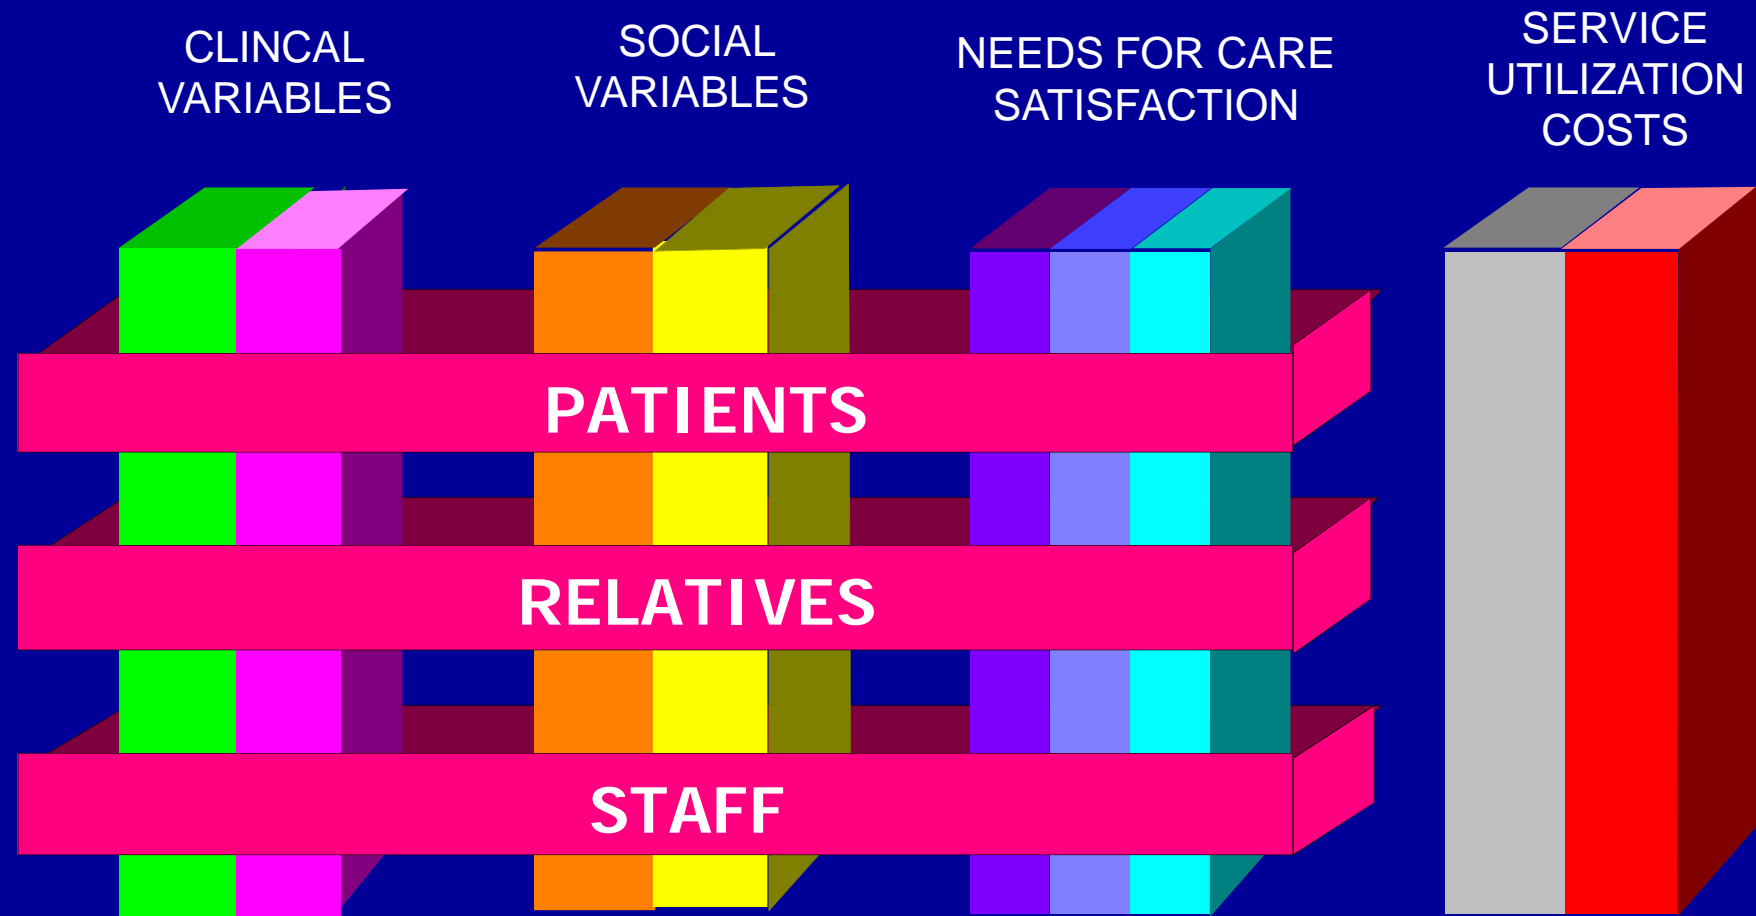 CLINCAL
VARIABLES
SOCIAL
VARIABLES
NEEDS FOR CARE
SATISFACTION
SERVICE
UTILIZATION
COSTS
PATIENTS
RELATIVES
STAFF